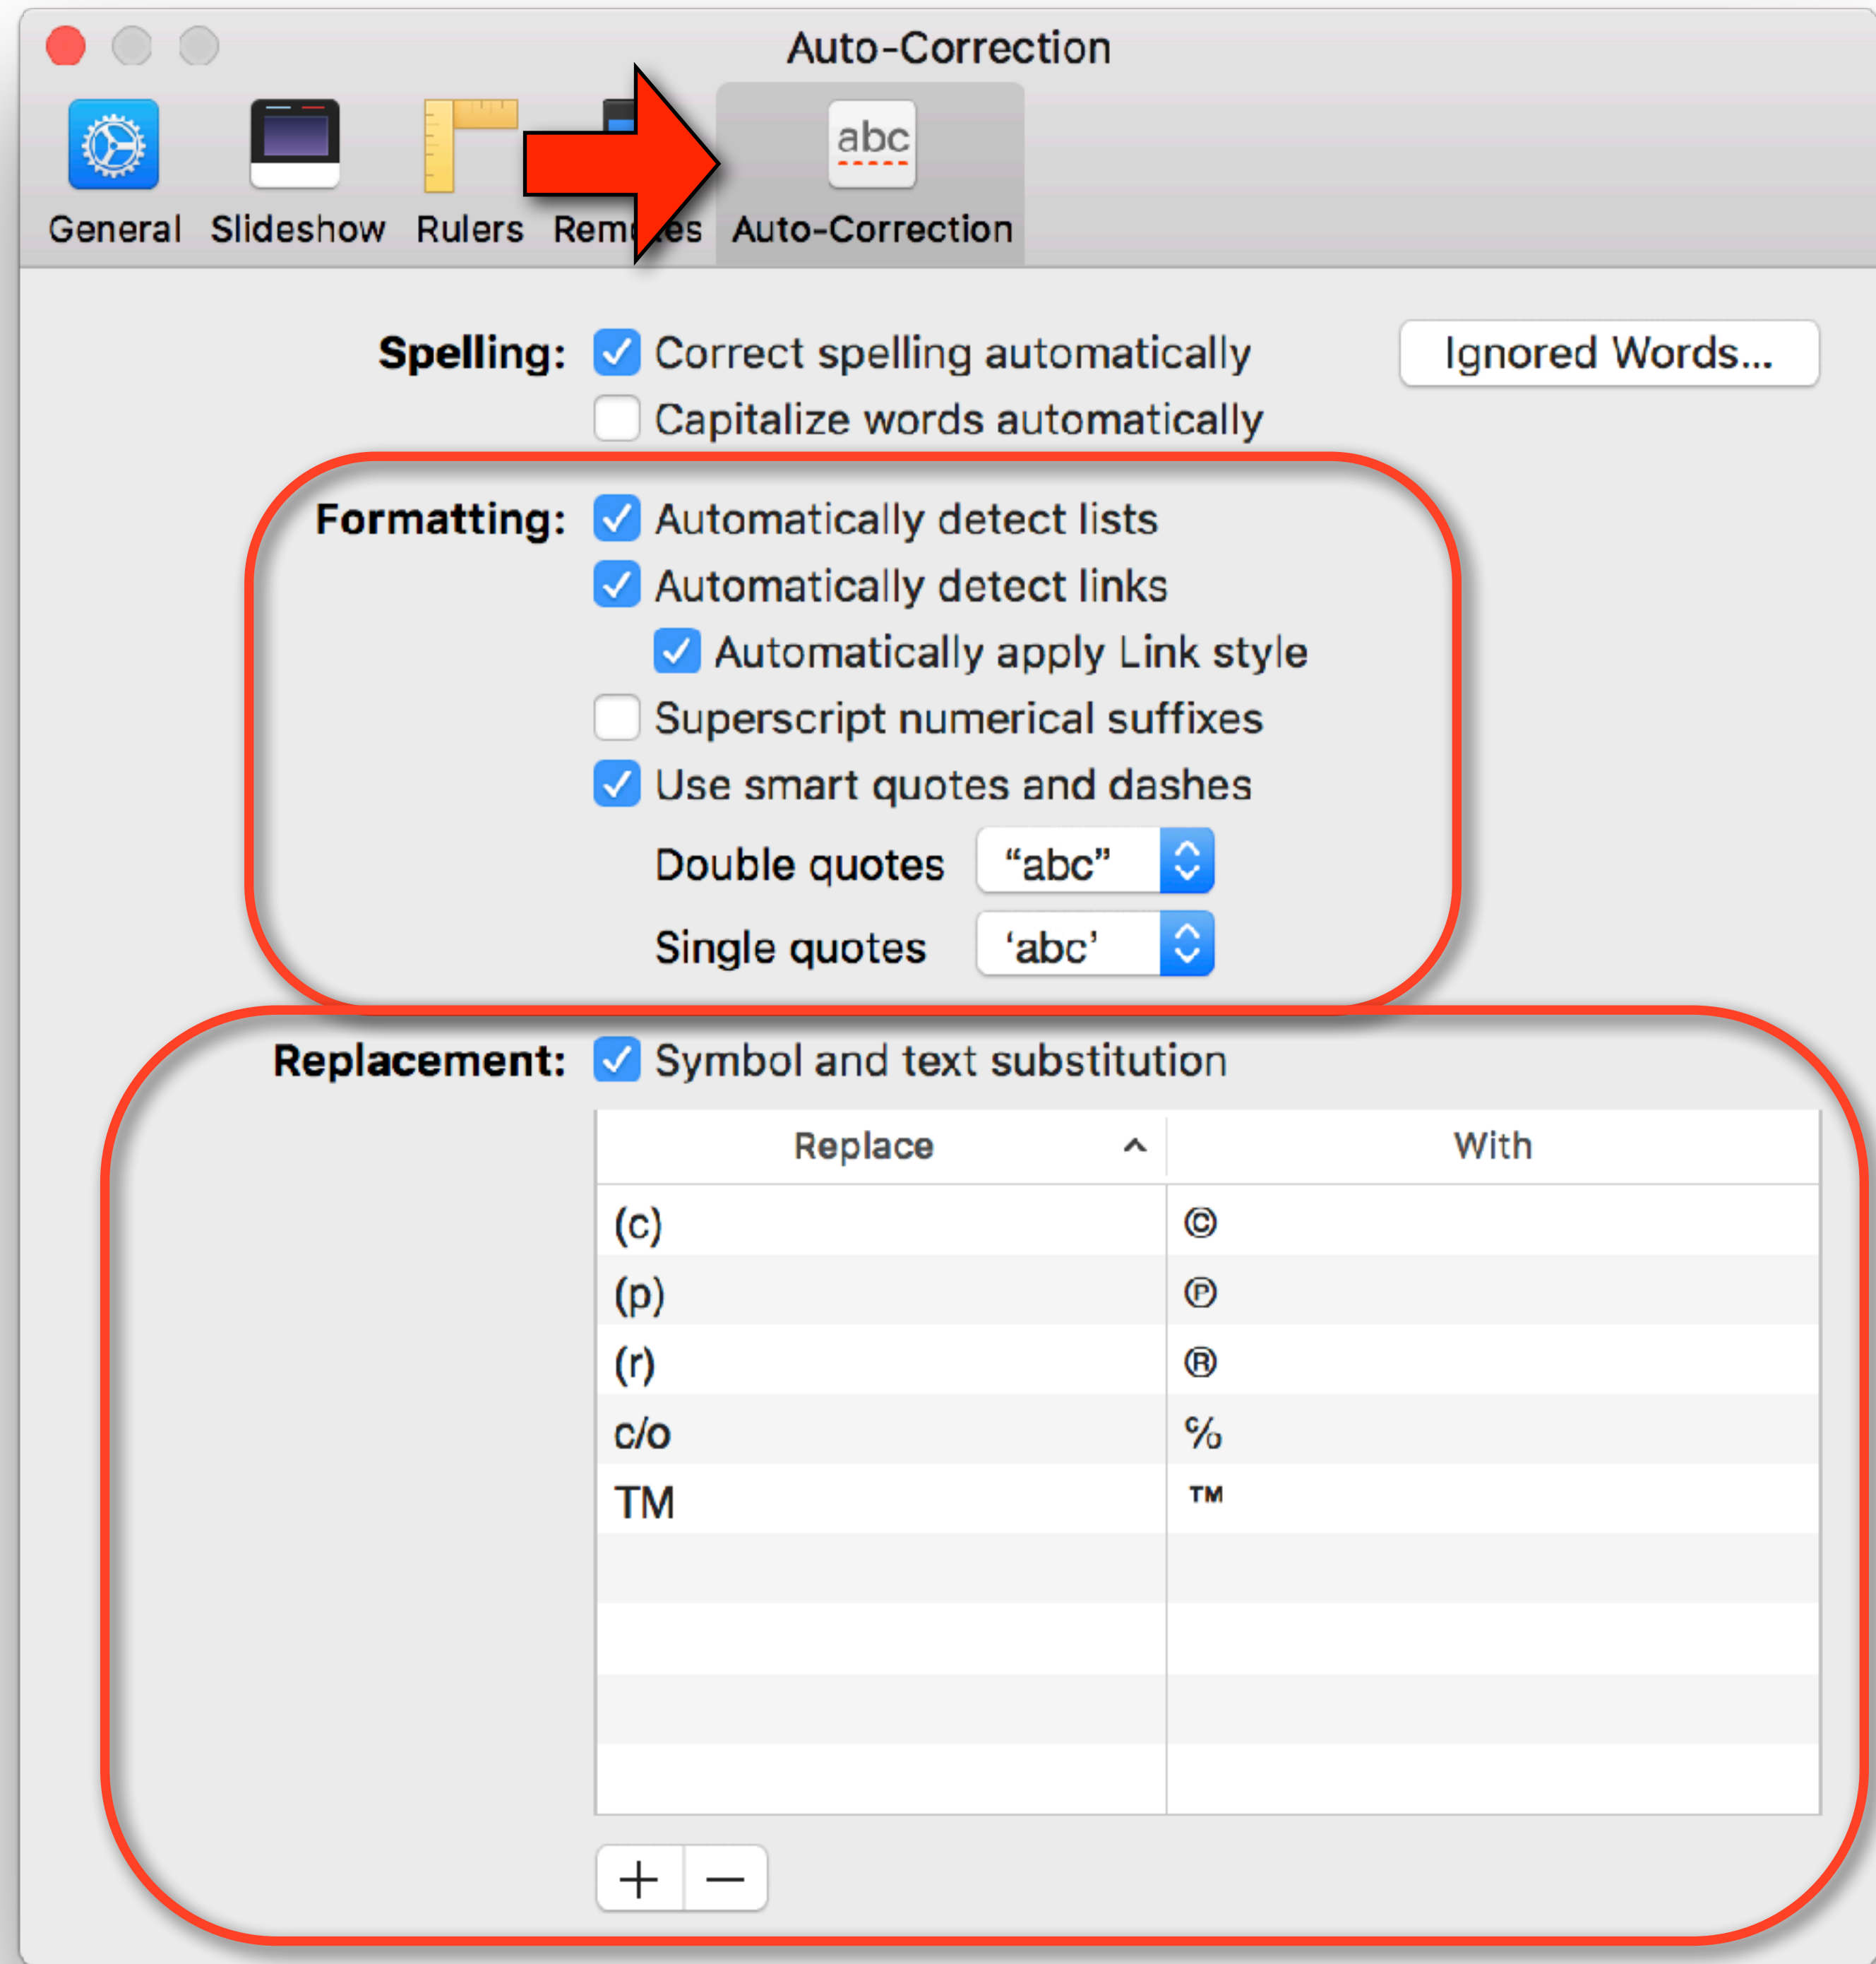 Auto-Correction
abc
General Slideshow Rulers Remotes Auto-Correction
Spelling: Correct spelling automatically Ignored Words...
Capitalize words automatically
Formatting: Automatically detect lists
Automatically detect links
Automatically apply Link style
Superscript numerical suffixes
Use smart quotes and dashes
Double quotes “abc”
Single quotes ‘abc’
Replacement: Symbol and text substitution
Replace With
(c) ©
(p) ℗
(r) ®
c/o ℅
TM ™